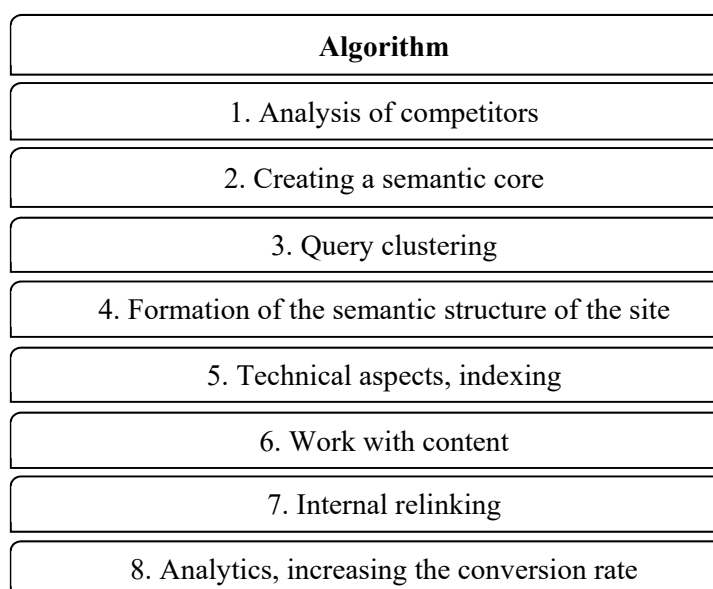 Algorithm
1. Analysis of competitors
2. Creating a semantic core
3. Query clustering
4. Formation of the semantic structure of the site
5. Technical aspects, indexing
6. Work with content
7. Internal relinking
8. Analytics, increasing the conversion rate